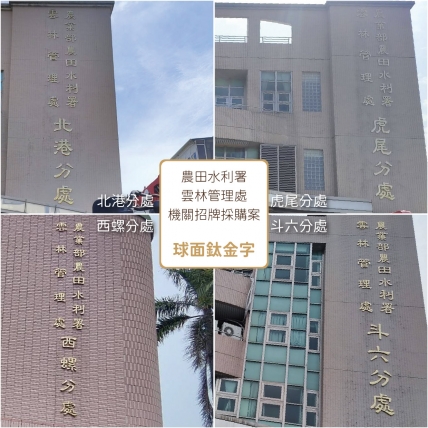 農業部農田水利署
雲林管理處
北港分處
北港分處
農業部農田水利署
雲林管理處
虎尾分處
虎尾分處
農田水利署
雲林管理處
機關招牌採購案
球面鈦金字
西螺分處
農業部農田水利署
雲林管理處
西螺分處
斗六分處
農業部農田水利署
雲林管理處
斗六分處